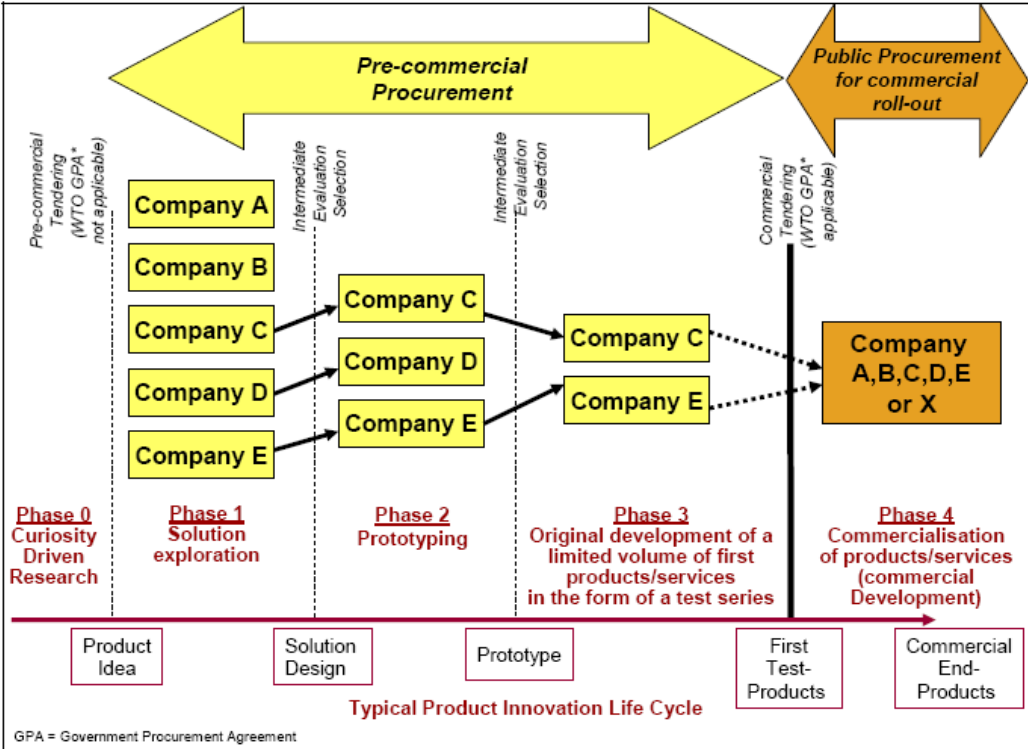 Pre-commercial
Procurement
Public Procurement
for commercial
roll-out
Pre-commercial
Tendering
(WTO GPA*
not applicable)
Intermediate
Evaluation
Selection
Intermediate
Evaluation
Selection
Commercial
Tendering
(WTO GPA*
applicable)
Company A
Company B
Company C
Company D
Company E
Company C
Company D
Company E
Company C
Company E
Company
A,B,C,D,E
or X
Phase 0
Curiosity
Driven
Research
Phase 1
Solution
exploration
Phase 2
Prototyping
Phase 3
Original development of a
limited volume of first
products/services
in the form of a test series
Phase 4
Commercialisation
of products/services
(commercial
Development)
Product
Idea
Solution
Design
Prototype
First
Test-
Products
Commercial
End-
Products
Typical Product Innovation Life Cycle
GPA = Government Procurement Agreement